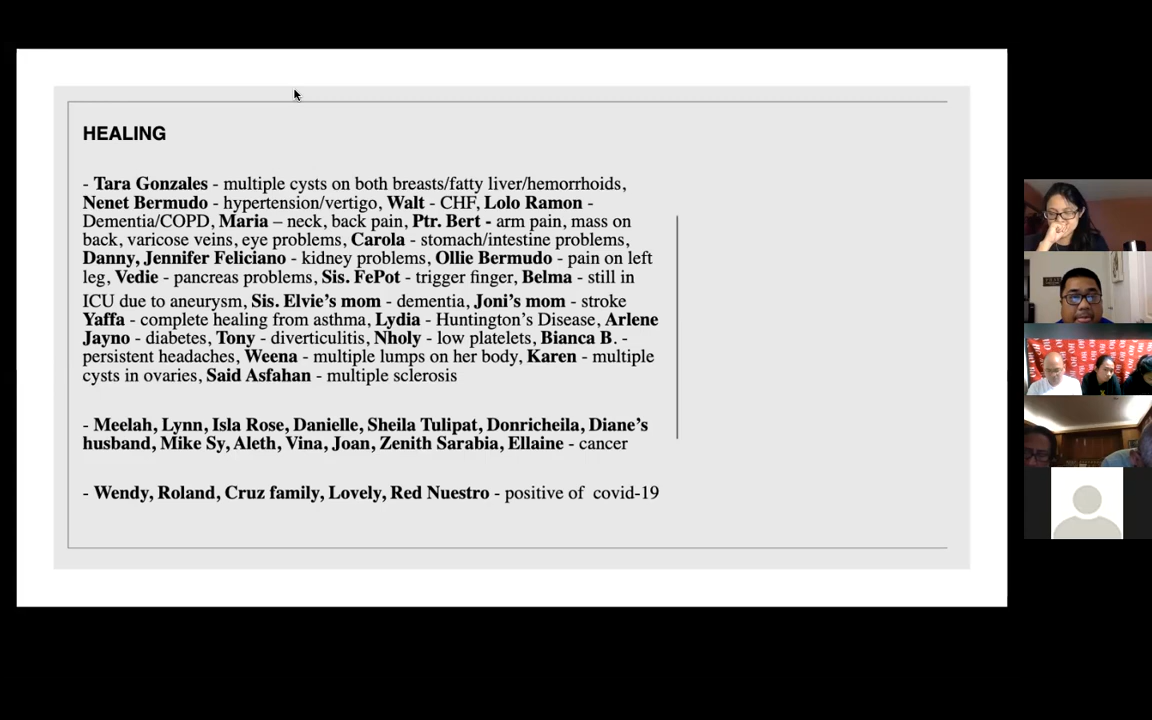 HEALING
- Tara Gonzales - multiple cysts on both breasts/fatty liver/hemorrhoids,
Nenet Bermudo - hypertension/vertigo, Walt - CHF, Lolo Ramon -
Dementia/COPD, Maria – neck, back pain, Ptr. Bert - arm pain, mass on
back, varicose veins, eye problems, Carola - stomach/intestine problems,
Danny, Jennifer Feliciano - kidney problems, Ollie Bermudo - pain on left
leg, Vedie - pancreas problems, Sis. FePot - trigger finger, Belma - still in
ICU due to aneurysm, Sis. Elvie’s mom - dementia, Joni’s mom - stroke
Yaffa - complete healing from asthma, Lydia - Huntington’s Disease, Arlene
Jayno - diabetes, Tony - diverticulitis, Nholy - low platelets, Bianca B. -
persistent headaches, Weena - multiple lumps on her body, Karen - multiple
cysts in ovaries, Said Asfahan - multiple sclerosis
- Meelah, Lynn, Isla Rose, Danielle, Sheila Tulipat, Donricheila, Diane’s
husband, Mike Sy, Aleth, Vina, Joan, Zenith Sarabia, Ellaine - cancer
- Wendy, Roland, Cruz family, Lovely, Red Nuestro - positive of  covid-19